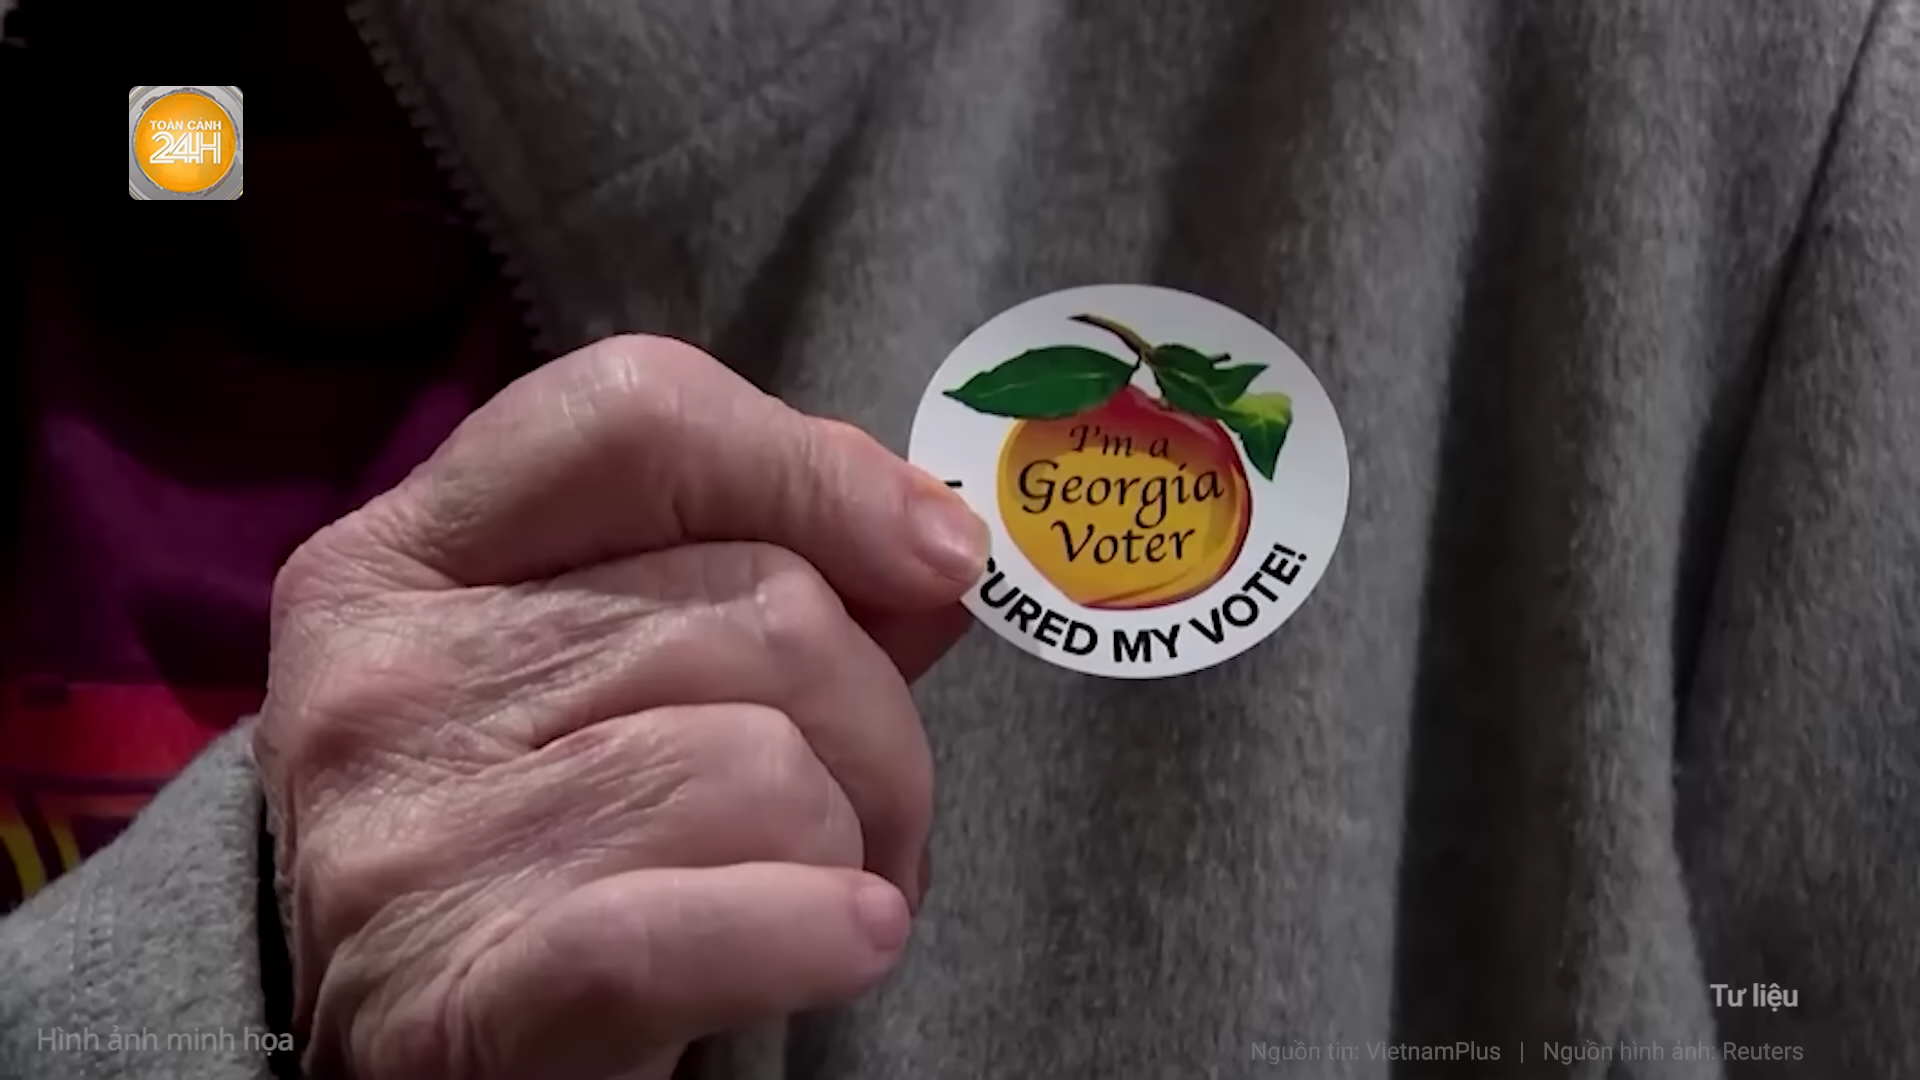 TOÀN CẢNH
24H
I'm a
Georgia
Voter
CURED MY VOTE!
Tư liệu
Hình ảnh minh họa
Nguồn tin: VietnamPlus | Nguồn hình ảnh: Reuters